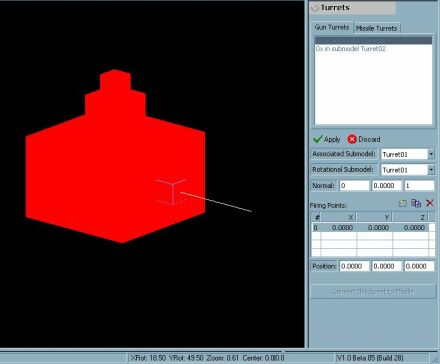 Turrets
Gun Turrets Missile Turrets
0x in submodel Turret02
Apply Discard
Associated Submodel: Turret01
Rotational Submodel: Turret01
Normal: 0 0.0000 1
Firing Points:
# X Y Z
0 0.0000 0.0000 0.0000
Position: 0.0000 0.0000 0.0000
Convert this turret to Missile
XRot: 18.50 YRot: 49.50 Zoom: 0.61 Center: 0.0|0.0
V1.0 Beta 05 (Build 28)